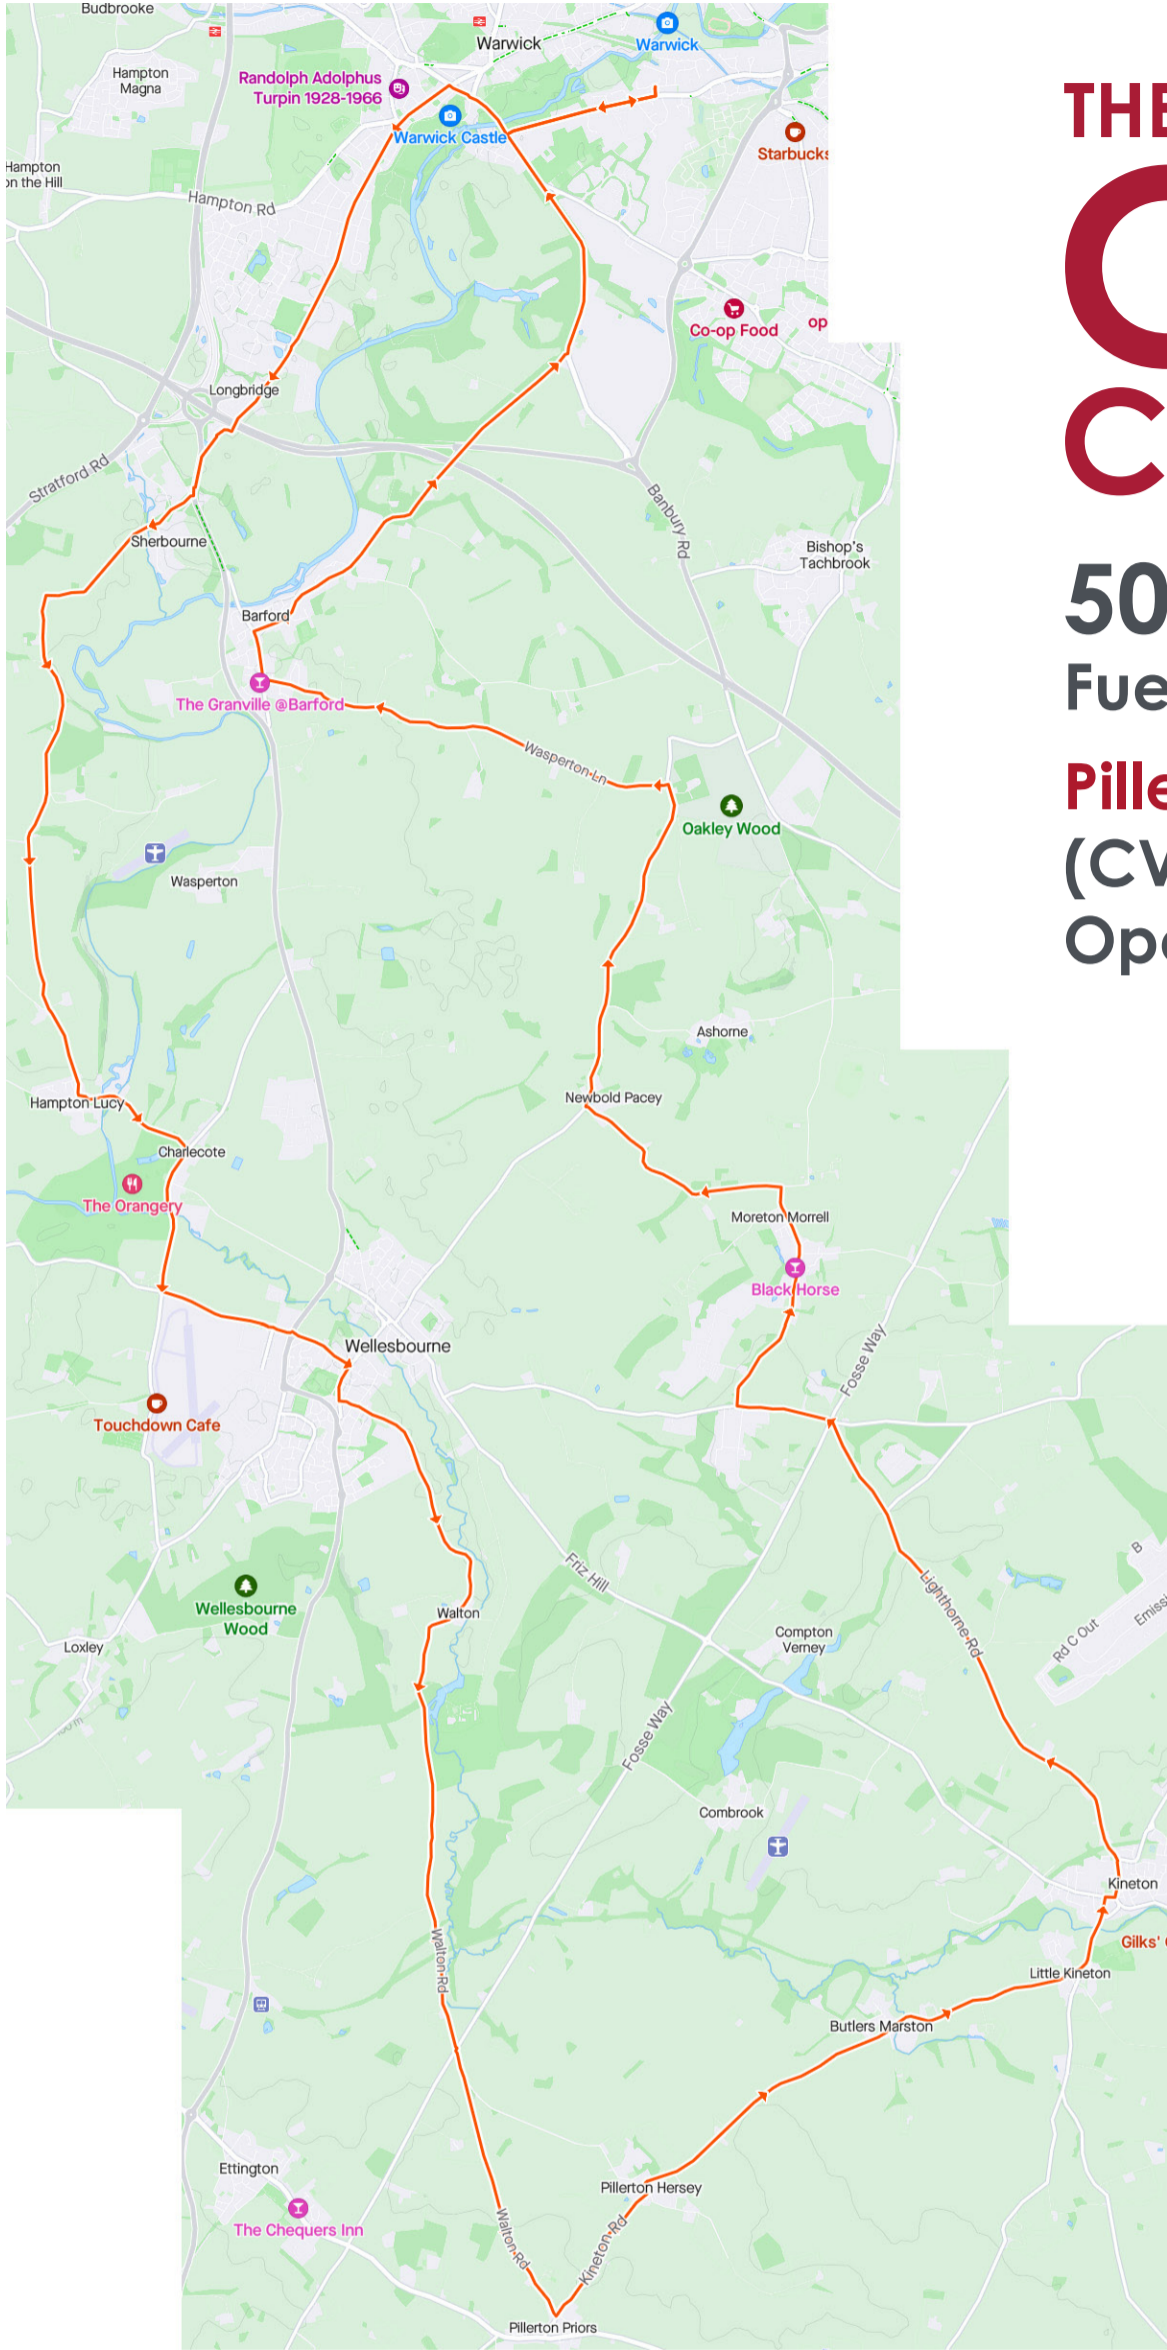 Budbrooke
Warwick
Warwick
Hampton
Magna
Randolph Adolphus
Turpin 1928-1966
Warwick Castle
Starbucks
Hampton
on the Hill
Hampton Rd
Co-op Food
op
Longbridge
Stratford Rd
Banbury Rd
Sherbourne
Bishop's
Tachbrook
Barford
The Granville @Barford
Wasperton Ln
Oakley Wood
Wasperton
Ashorne
Newbold Pacey
Hampton Lucy
Charlecote
The Orangery
Moreton Morrell
Black Horse
Wellesbourne
Fosse Way
Touchdown Cafe
Friz Hill
Wellesbourne
Wood
Walton
Lighthorne Rd
B
Emissi
Rd C Out
Compton
Verney
Loxley
Fosse Way
Combrook
Kineton
Walton Rd
Gilks'
Little Kineton
Butlers Marston
Ettington
Pillerton Hersey
The Chequers Inn
Walton Rd
Kineton Rd
Pillerton Priors
THE
C
C
50
Fue
Pille
(CV
Ope